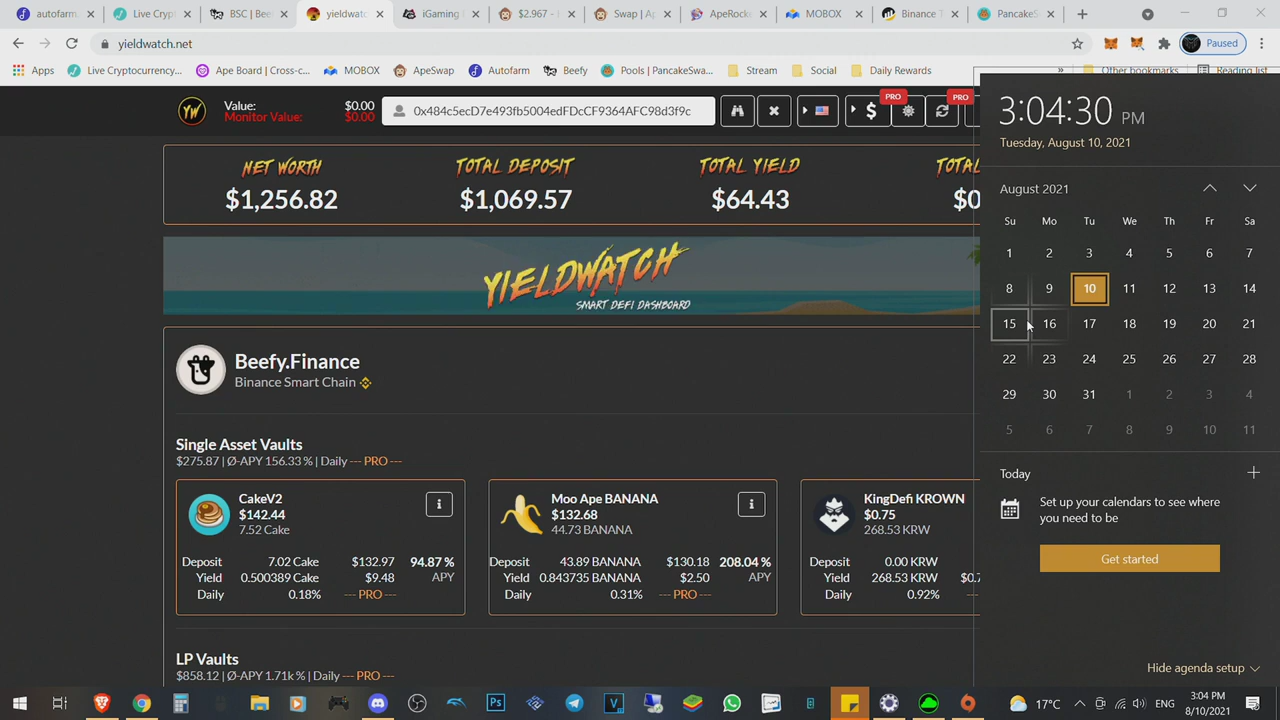 autofarm
Live Crypt
BSC | Beef
yieldwatc
iGaming
$2.967 -
Swap | Ap
ApeRock
MOBOX
Binance T
PancakeS
yieldwatch.net
Paused
Apps
Live Cryptocurrency...
Ape Board | Cross-c...
MOBOX
ApeSwap
Autofarm
Beefy
Pools | PancakeSwa...
Stream
Social
Daily Rewards
»
Other bookmarks
Reading list
YW
Value: $0.00
Monitor Value: $0.00
0x484c5ecD7e493fb5004edFDcCF9364AFC98d3f9c
$
PRO
PRO
NET WORTH
$1,256.82
TOTAL DEPOSIT
$1,069.57
TOTAL YIELD
$64.43
TOTAL
$0
YIELDWATCH
SMART DEFI DASHBOARD
Beefy.Finance
Binance Smart Chain
Single Asset Vaults
$275.87 | Ø-APY 156.33 % | Daily --- PRO ---
CakeV2
$142.44
7.52 Cake
i
Deposit 7.02 Cake $132.97 94.87 %
Yield 0.500389 Cake $9.48 APY
Daily 0.18% --- PRO ---
Moo Ape BANANA
$132.68
44.73 BANANA
i
Deposit 43.89 BANANA $130.18 208.04 %
Yield 0.843735 BANANA $2.50 APY
Daily 0.31% --- PRO ---
KingDefi KROWN
$0.75
268.53 KRW
Deposit 0.00 KRW
Yield 268.53 KRW $0.7
Daily 0.92% --- PRO
LP Vaults
$858.12 | Ø-APY 1.71k % | Daily --- PRO ---
3:04:30 PM
Tuesday, August 10, 2021
August 2021
Su Mo Tu We Th Fr Sa
1 2 3 4 5 6 7
8 9 10 11 12 13 14
15 16 17 18 19 20 21
22 23 24 25 26 27 28
29 30 31 1 2 3 4
5 6 7 8 9 10 11
Today
Set up your calendars to see where
you need to be
Get started
Hide agenda setup
Ps
V
17°C
ENG
3:04 PM
8/10/2021